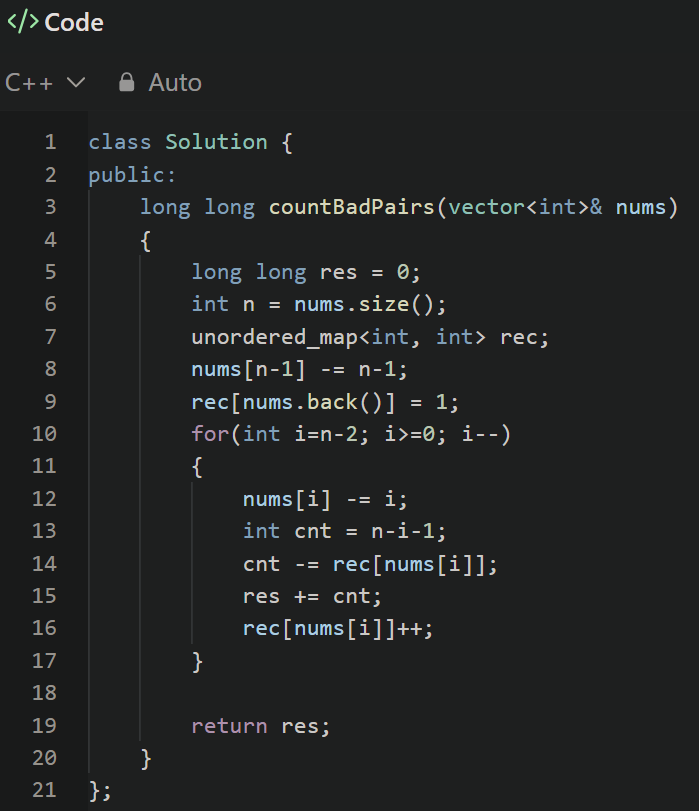 </> Code
C++ Auto
1 class Solution {
2 public:
3     long long countBadPairs(vector<int>& nums)
4     {
5         long long res = 0;
6         int n = nums.size();
7         unordered_map<int, int> rec;
8         nums[n-1] -= n-1;
9         rec[nums.back()] = 1;
10         for(int i=n-2; i>=0; i--)
11         {
12             nums[i] -= i;
13             int cnt = n-i-1;
14             cnt -= rec[nums[i]];
15             res += cnt;
16             rec[nums[i]]++;
17         }
18
19         return res;
20     }
21 };